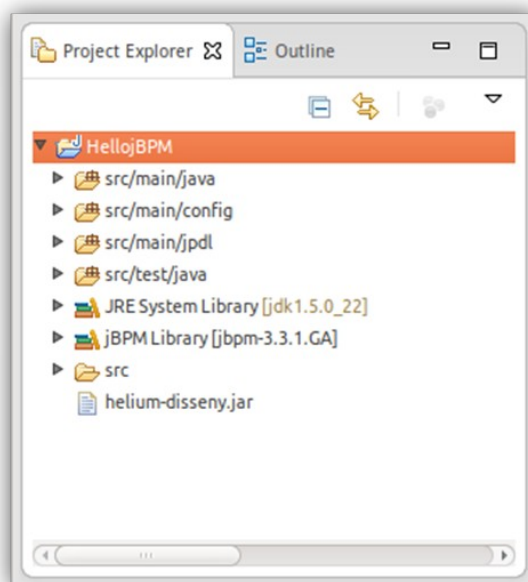 Project Explorer Outline
HellojBPM
src/main/java
src/main/config
src/main/jpdl
src/test/java
JRE System Library [jdk1.5.0_22]
jBPM Library [jbpm-3.3.1.GA]
src
helium-disseny.jar